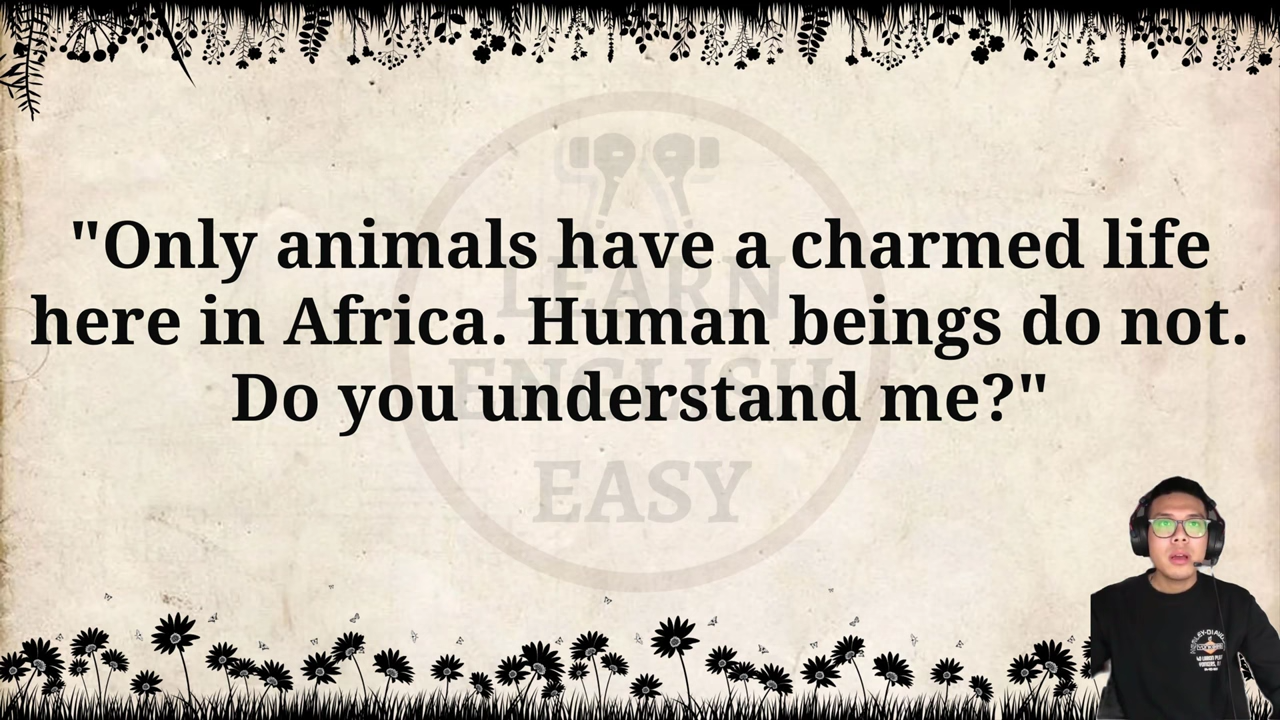 "Only animals have a charmed life
here in Africa. Human beings do not.
Do you understand me?"
LEARN
ENGLISH
EASY